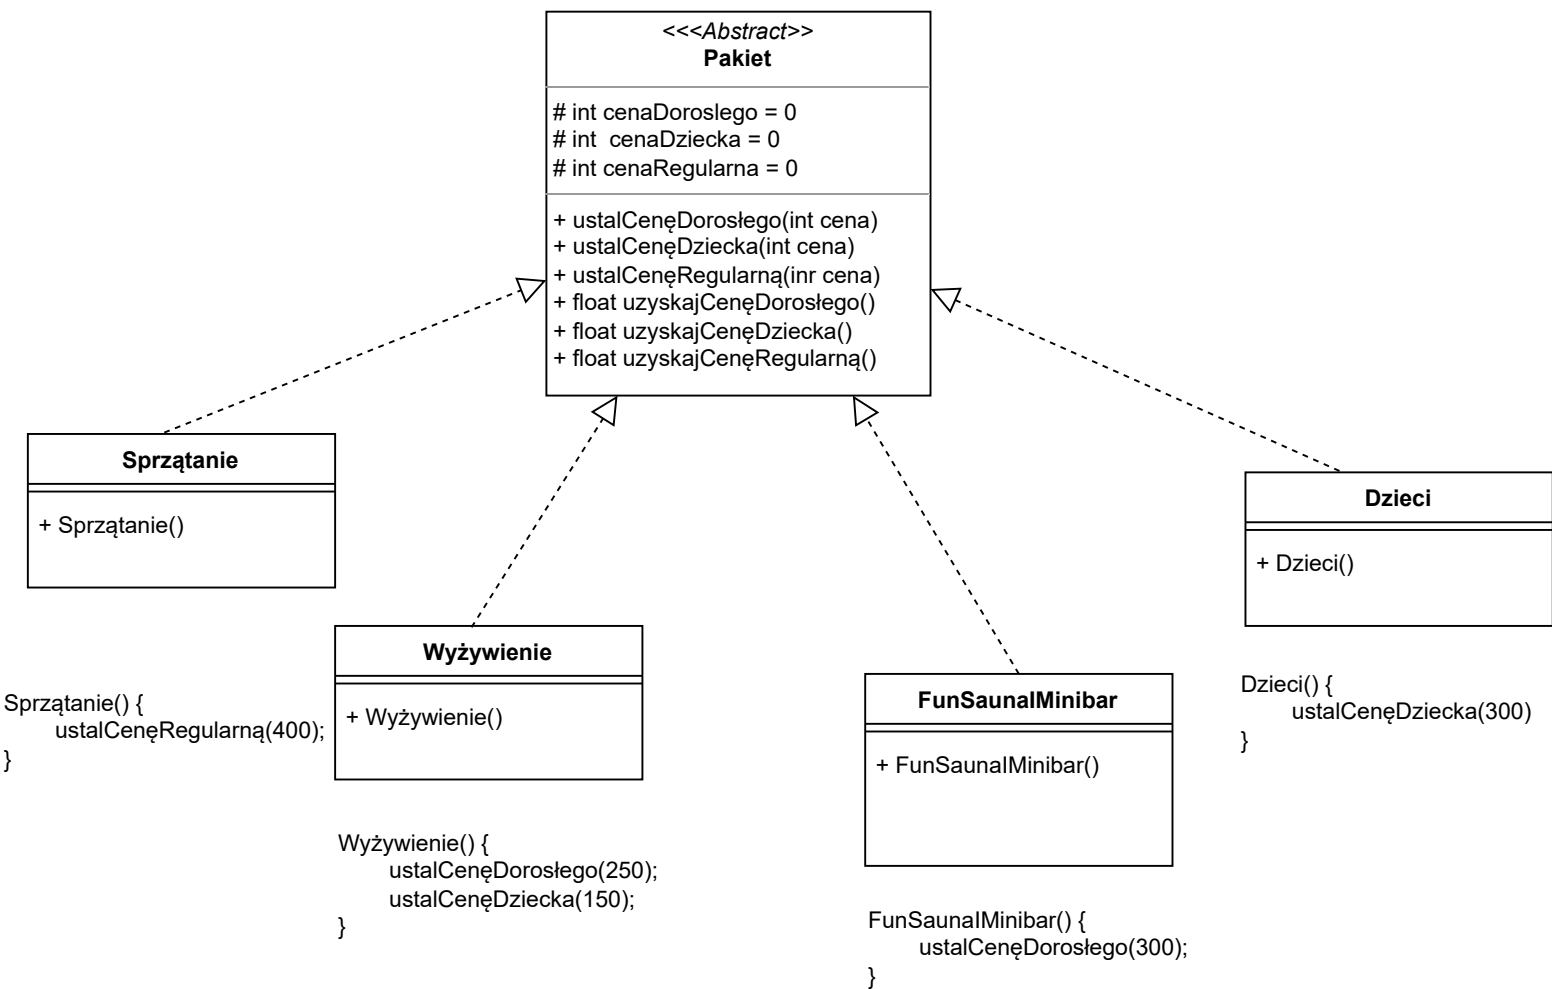 <<<Abstract>>
Pakiet
# int cenaDoroslego = 0
# int  cenaDziecka = 0
# int cenaRegularna = 0
+ ustalCenęDorosłego(int cena)
+ ustalCenęDziecka(int cena)
+ ustalCenęRegularną(inr cena)
+ float uzyskajCenęDorosłego()
+ float uzyskajCenęDziecka()
+ float uzyskajCenęRegularną()
Sprzątanie
+ Sprzątanie()
Sprzątanie() {
ustalCenęRegularną(400);
}
Wyżywienie
+ Wyżywienie()
Wyżywienie() {
ustalCenęDorosłego(250);
ustalCenęDziecka(150);
}
FunSaunaIMinibar
+ FunSaunaIMinibar()
FunSaunaIMinibar() {
ustalCenęDorosłego(300);
}
Dzieci
+ Dzieci()
Dzieci() {
ustalCenęDziecka(300)
}